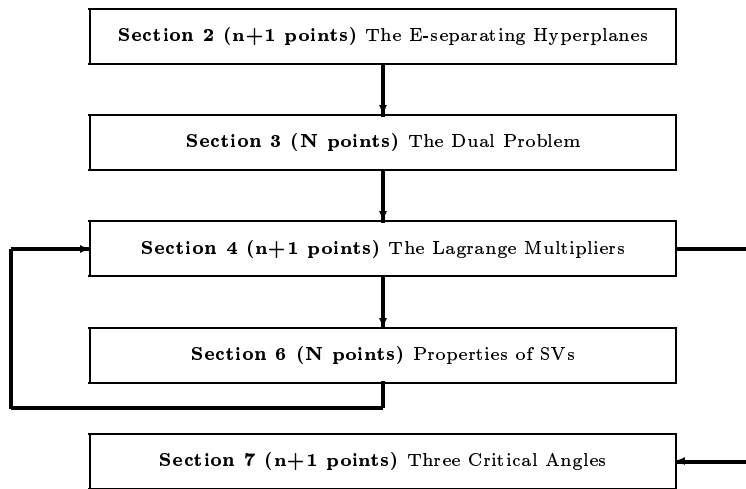 Section 2 (n+1 points) The E-separating Hyperplanes
Section 3 (N points) The Dual Problem
Section 4 (n+1 points) The Lagrange Multipliers
Section 6 (N points) Properties of SVs
Section 7 (n+1 points) Three Critical Angles